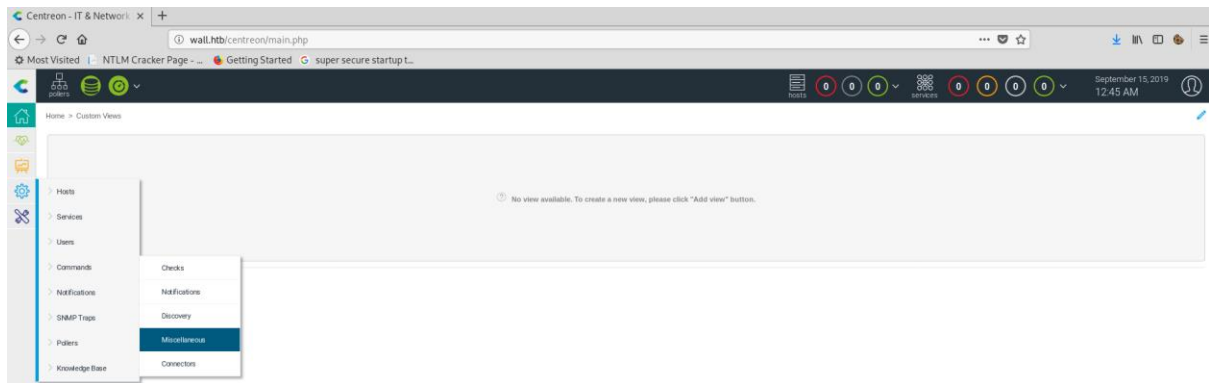 Centreon - IT & Network
wall.htb/centreon/main.php
Most Visited NTLM Cracker Page - ... Getting Started super secure startup t...
pollers
hosts 0 0 0
services 0 0 0 0
September 15, 2019
12:45 AM
Home > Custom Views
No view available. To create a new view, please click "Add view" button.
> Hosts
> Services
> Users
> Commands
> Notifications
> SNMP Traps
> Pollers
> Knowledge Base
Checks
Notifications
Discovery
Miscellaneous
Connectors